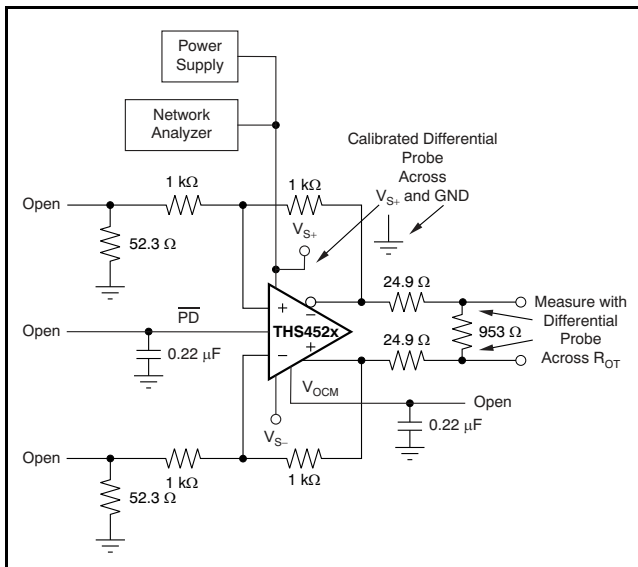 Power
Supply
Network
Analyzer
Calibrated Differential
Probe
Across
V_S+ and GND
1 kΩ
1 kΩ
Open
V_S+
52.3 Ω
24.9 Ω
Measure with
Differential
Probe
Across R_OT
Open
PD
+
−
THS452x
−
+
24.9 Ω
953 Ω
0.22 µF
V_OCM
Open
V_S−
0.22 µF
Open
1 kΩ
1 kΩ
52.3 Ω